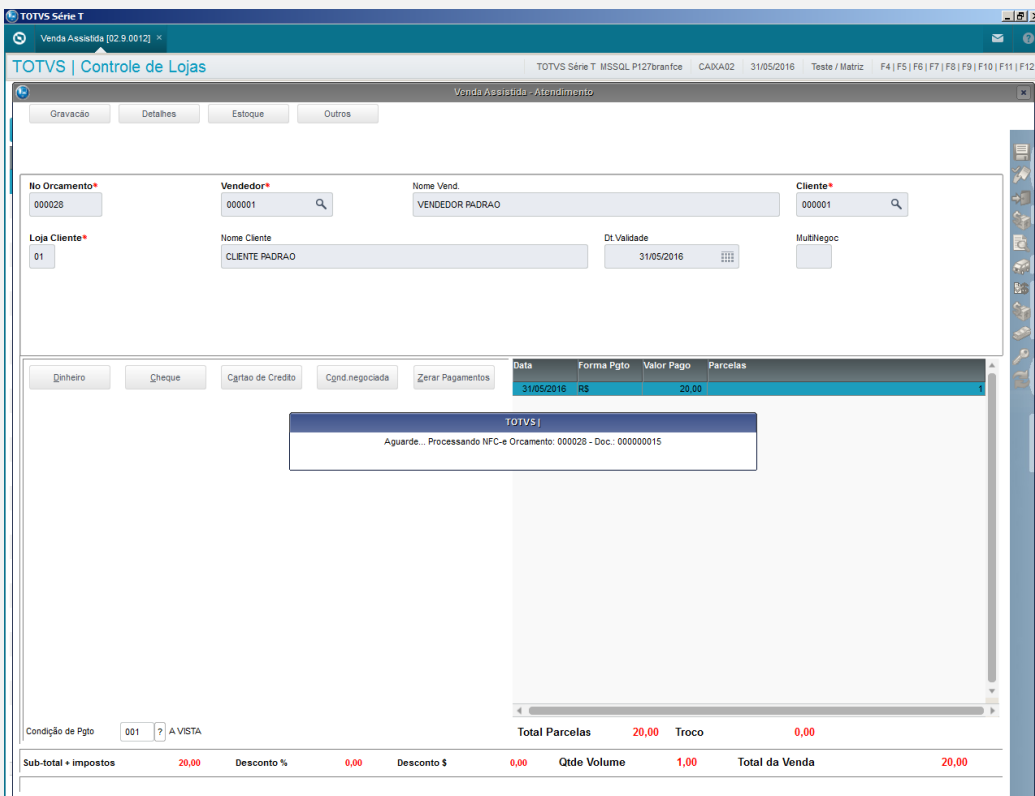 TOTVS Série T
Venda Assistida [02.9.0012] ×
TOTVS | Controle de Lojas
TOTVS Série T MSSQL P127branfce CAIXA02 31/05/2016 Teste / Matriz F4 | F5 | F6 | F7 | F8 | F9 | F10 | F11 | F12
Venda Assistida - Atendimento
Gravacão Detalhes Estoque Outros
No Orcamento* Vendedor* Nome Vend. Cliente*
000028 000001 VENDEDOR PADRAO 000001
Loja Cliente* Nome Cliente Dt.Validade MultiNegoc
01 CLIENTE PADRAO 31/05/2016
Dinheiro Cheque Cartao de Credito Cond.negociada Zerar Pagamentos
Data Forma Pgto Valor Pago Parcelas
31/05/2016 R$ 20,00 1
TOTVS |
Aguarde... Processando NFC-e Orcamento: 000028 - Doc.: 000000015
Condição de Pgto 001 ? A VISTA
Total Parcelas 20,00 Troco 0,00
Sub-total + impostos 20,00 Desconto % 0,00 Desconto $ 0,00 Qtde Volume 1,00 Total da Venda 20,00